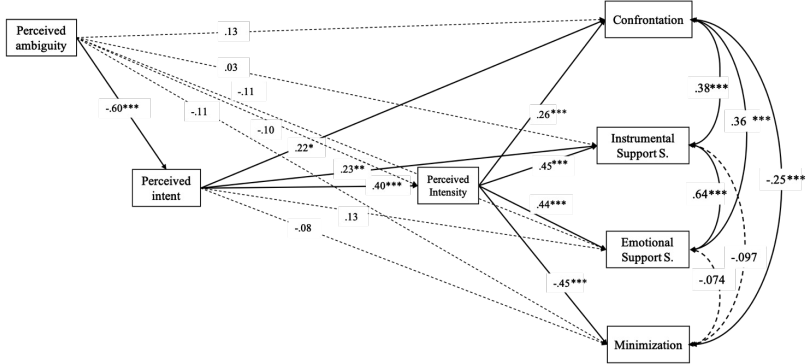 Confrontation
Perceived
ambiguity
.13
.03
-.11
-.11
-.10
-.60***
.38***
.36 ***
.26***
.22*
Instrumental
Support S.
.23**
.45***
-.25***
Perceived
intent
.40***
Perceived
Intensity
.64***
.44***
.13
-.08
Emotional
Support S.
-.097
-.074
-.45***
Minimization